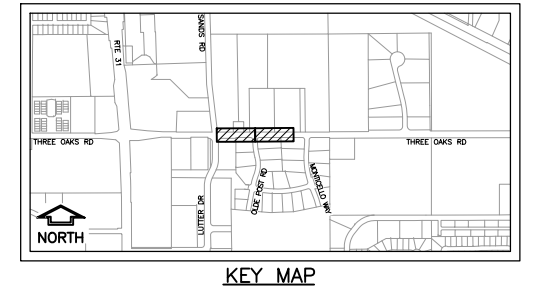 SANDS RD
RTE 31
THREE OAKS RD
THREE OAKS RD
LUTTER DR
OLDE POST RD
MONTICELLO WAY
NORTH
KEY MAP